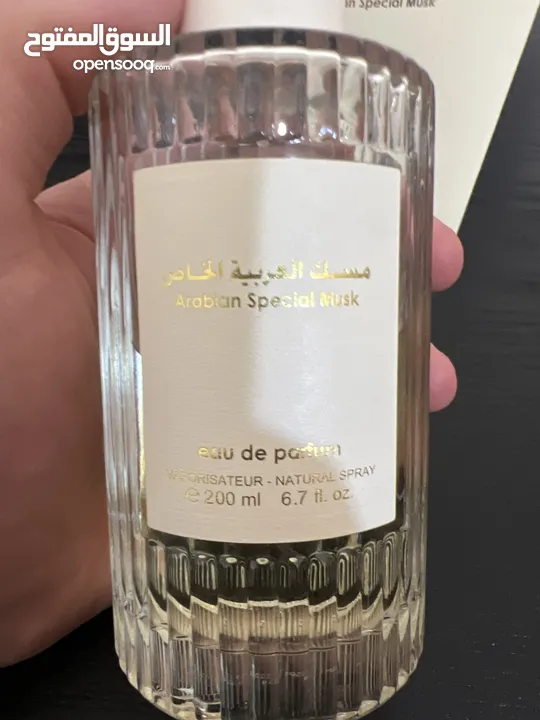 السوق المفتوح
opensooq.com
in Special Musk
مسك العربية الخاص
Arabian Special Musk
eau de parfum
VAPORISATEUR - NATURAL SPRAY
e 200 ml 6.7 fl. oz.